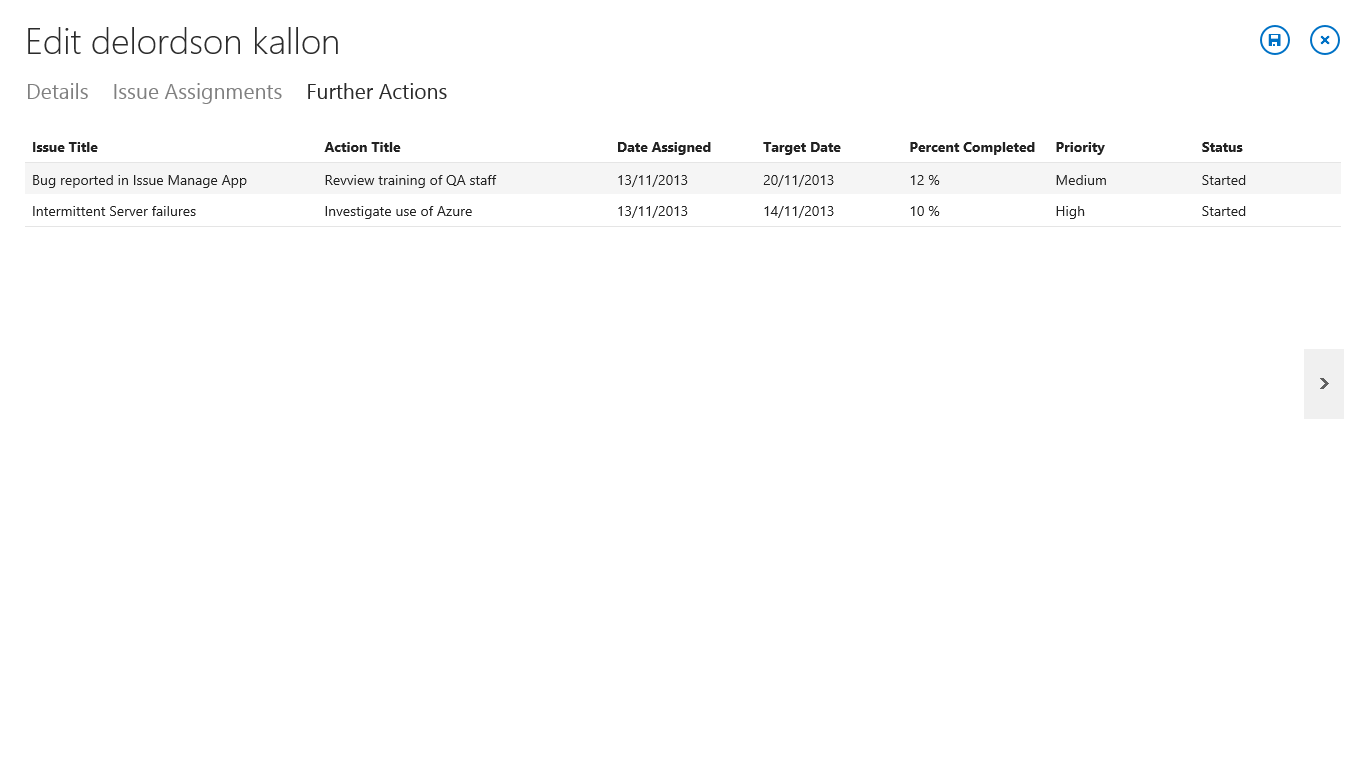 Edit delordson kallon
Details Issue Assignments Further Actions
Issue Title Action Title Date Assigned Target Date Percent Completed Priority Status
Bug reported in Issue Manage App Revview training of QA staff 13/11/2013 20/11/2013 12 % Medium Started
Intermittent Server failures Investigate use of Azure 13/11/2013 14/11/2013 10 % High Started